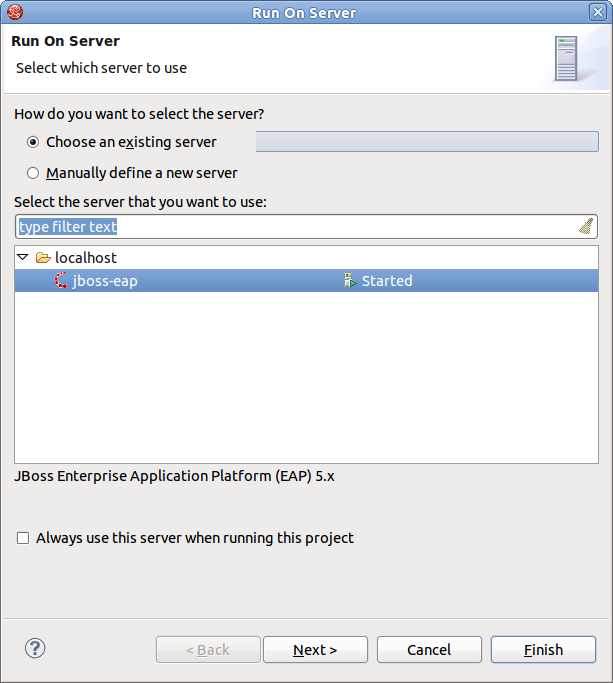 Run On Server
Run On Server
Select which server to use
How do you want to select the server?
Choose an existing server
Manually define a new server
Select the server that you want to use:
type filter text
localhost
jboss-eap Started
JBoss Enterprise Application Platform (EAP) 5.x
Always use this server when running this project
? < Back Next > Cancel Finish